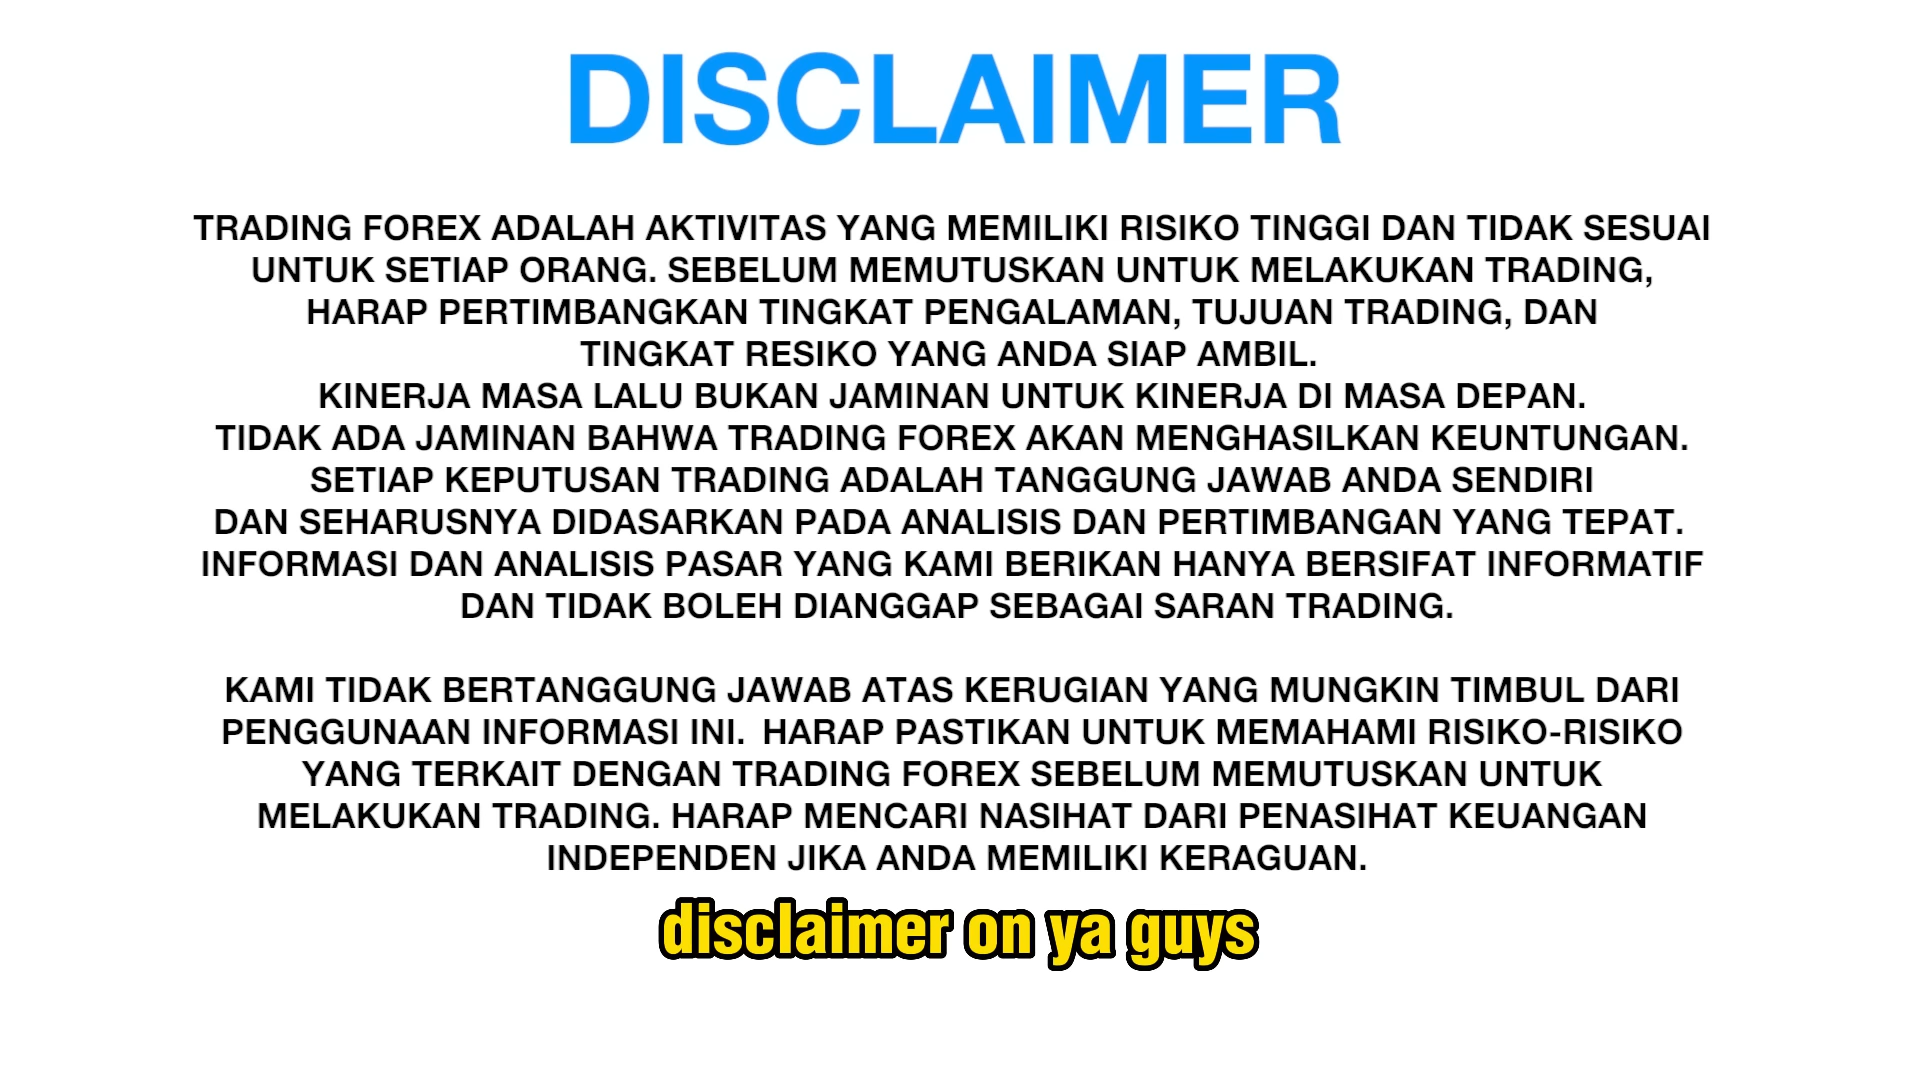 DISCLAIMER
TRADING FOREX ADALAH AKTIVITAS YANG MEMILIKI RISIKO TINGGI DAN TIDAK SESUAI
UNTUK SETIAP ORANG. SEBELUM MEMUTUSKAN UNTUK MELAKUKAN TRADING,
HARAP PERTIMBANGKAN TINGKAT PENGALAMAN, TUJUAN TRADING, DAN
TINGKAT RESIKO YANG ANDA SIAP AMBIL.
KINERJA MASA LALU BUKAN JAMINAN UNTUK KINERJA DI MASA DEPAN.
TIDAK ADA JAMINAN BAHWA TRADING FOREX AKAN MENGHASILKAN KEUNTUNGAN.
SETIAP KEPUTUSAN TRADING ADALAH TANGGUNG JAWAB ANDA SENDIRI
DAN SEHARUSNYA DIDASARKAN PADA ANALISIS DAN PERTIMBANGAN YANG TEPAT.
INFORMASI DAN ANALISIS PASAR YANG KAMI BERIKAN HANYA BERSIFAT INFORMATIF
DAN TIDAK BOLEH DIANGGAP SEBAGAI SARAN TRADING.
KAMI TIDAK BERTANGGUNG JAWAB ATAS KERUGIAN YANG MUNGKIN TIMBUL DARI
PENGGUNAAN INFORMASI INI. HARAP PASTIKAN UNTUK MEMAHAMI RISIKO-RISIKO
YANG TERKAIT DENGAN TRADING FOREX SEBELUM MEMUTUSKAN UNTUK
MELAKUKAN TRADING. HARAP MENCARI NASIHAT DARI PENASIHAT KEUANGAN
INDEPENDEN JIKA ANDA MEMILIKI KERAGUAN.
disclaimer on ya guys